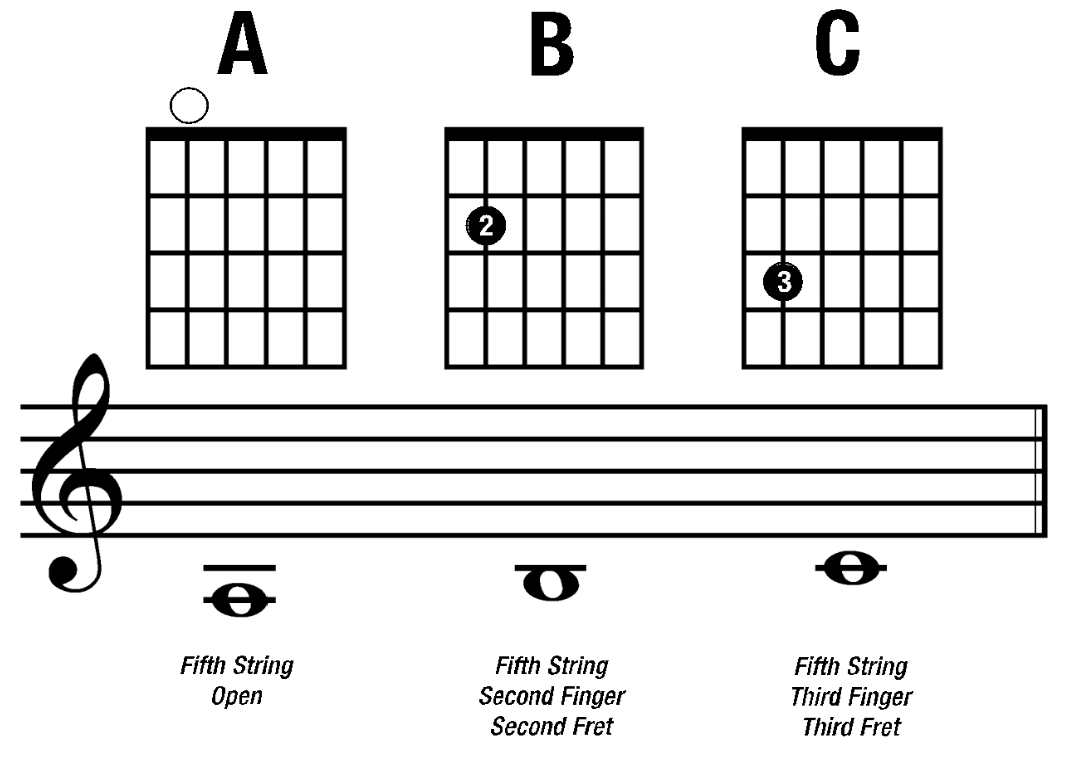 A B C
2
3
Fifth String Fifth String Fifth String
Open Second Finger Third Finger
Second Fret Third Fret